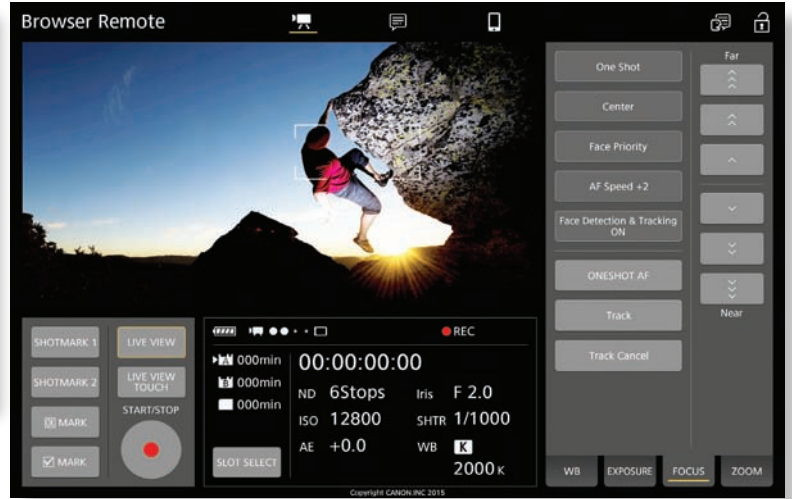 Browser Remote
One Shot
Center
Face Priority
AF Speed +2
Face Detection & Tracking
ON
ONESHOT AF
Track
Track Cancel
Far
Near
SHOTMARK 1
LIVE VIEW
SHOTMARK 2
LIVE VIEW
TOUCH
START/STOP
MARK
MARK
REC
A 000min
B 000min
000min
SLOT SELECT
00:00:00:00
ND 6Stops Iris F 2.0
ISO 12800 SHTR 1/1000
AE +0.0 WB K
2000 K
WB EXPOSURE FOCUS ZOOM
Copyright CANON.INC 2015